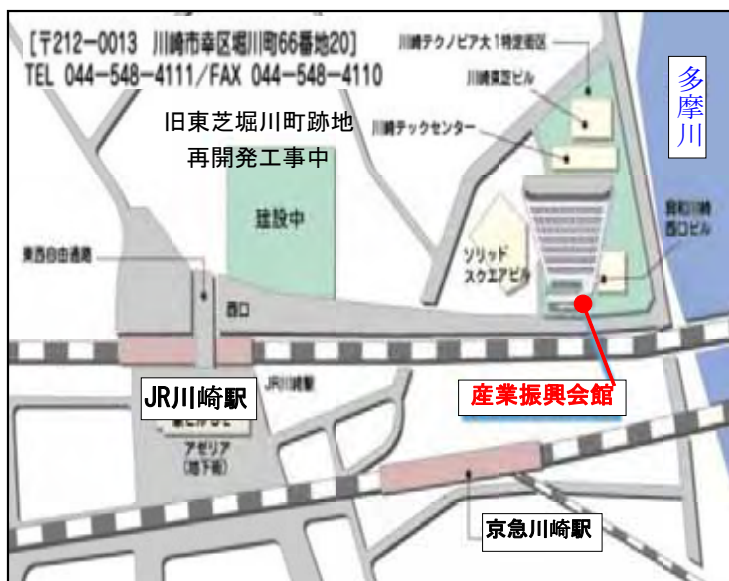 [〒212-0013 川崎市幸区堀川町66番地20]
TEL 044-548-4111/FAX 044-548-4110
旧東芝堀川町跡地
再開発工事中
川崎テクノピア大1特定街区
川崎東芝ビル
川崎テックセンター
多摩川
建設中
東西自由通路
西口
ソリッド
スクエアビル
川崎
西口ビル
JR川崎駅
JR川崎駅
産業振興会館
アゼリア
(地下街)
京急川崎駅